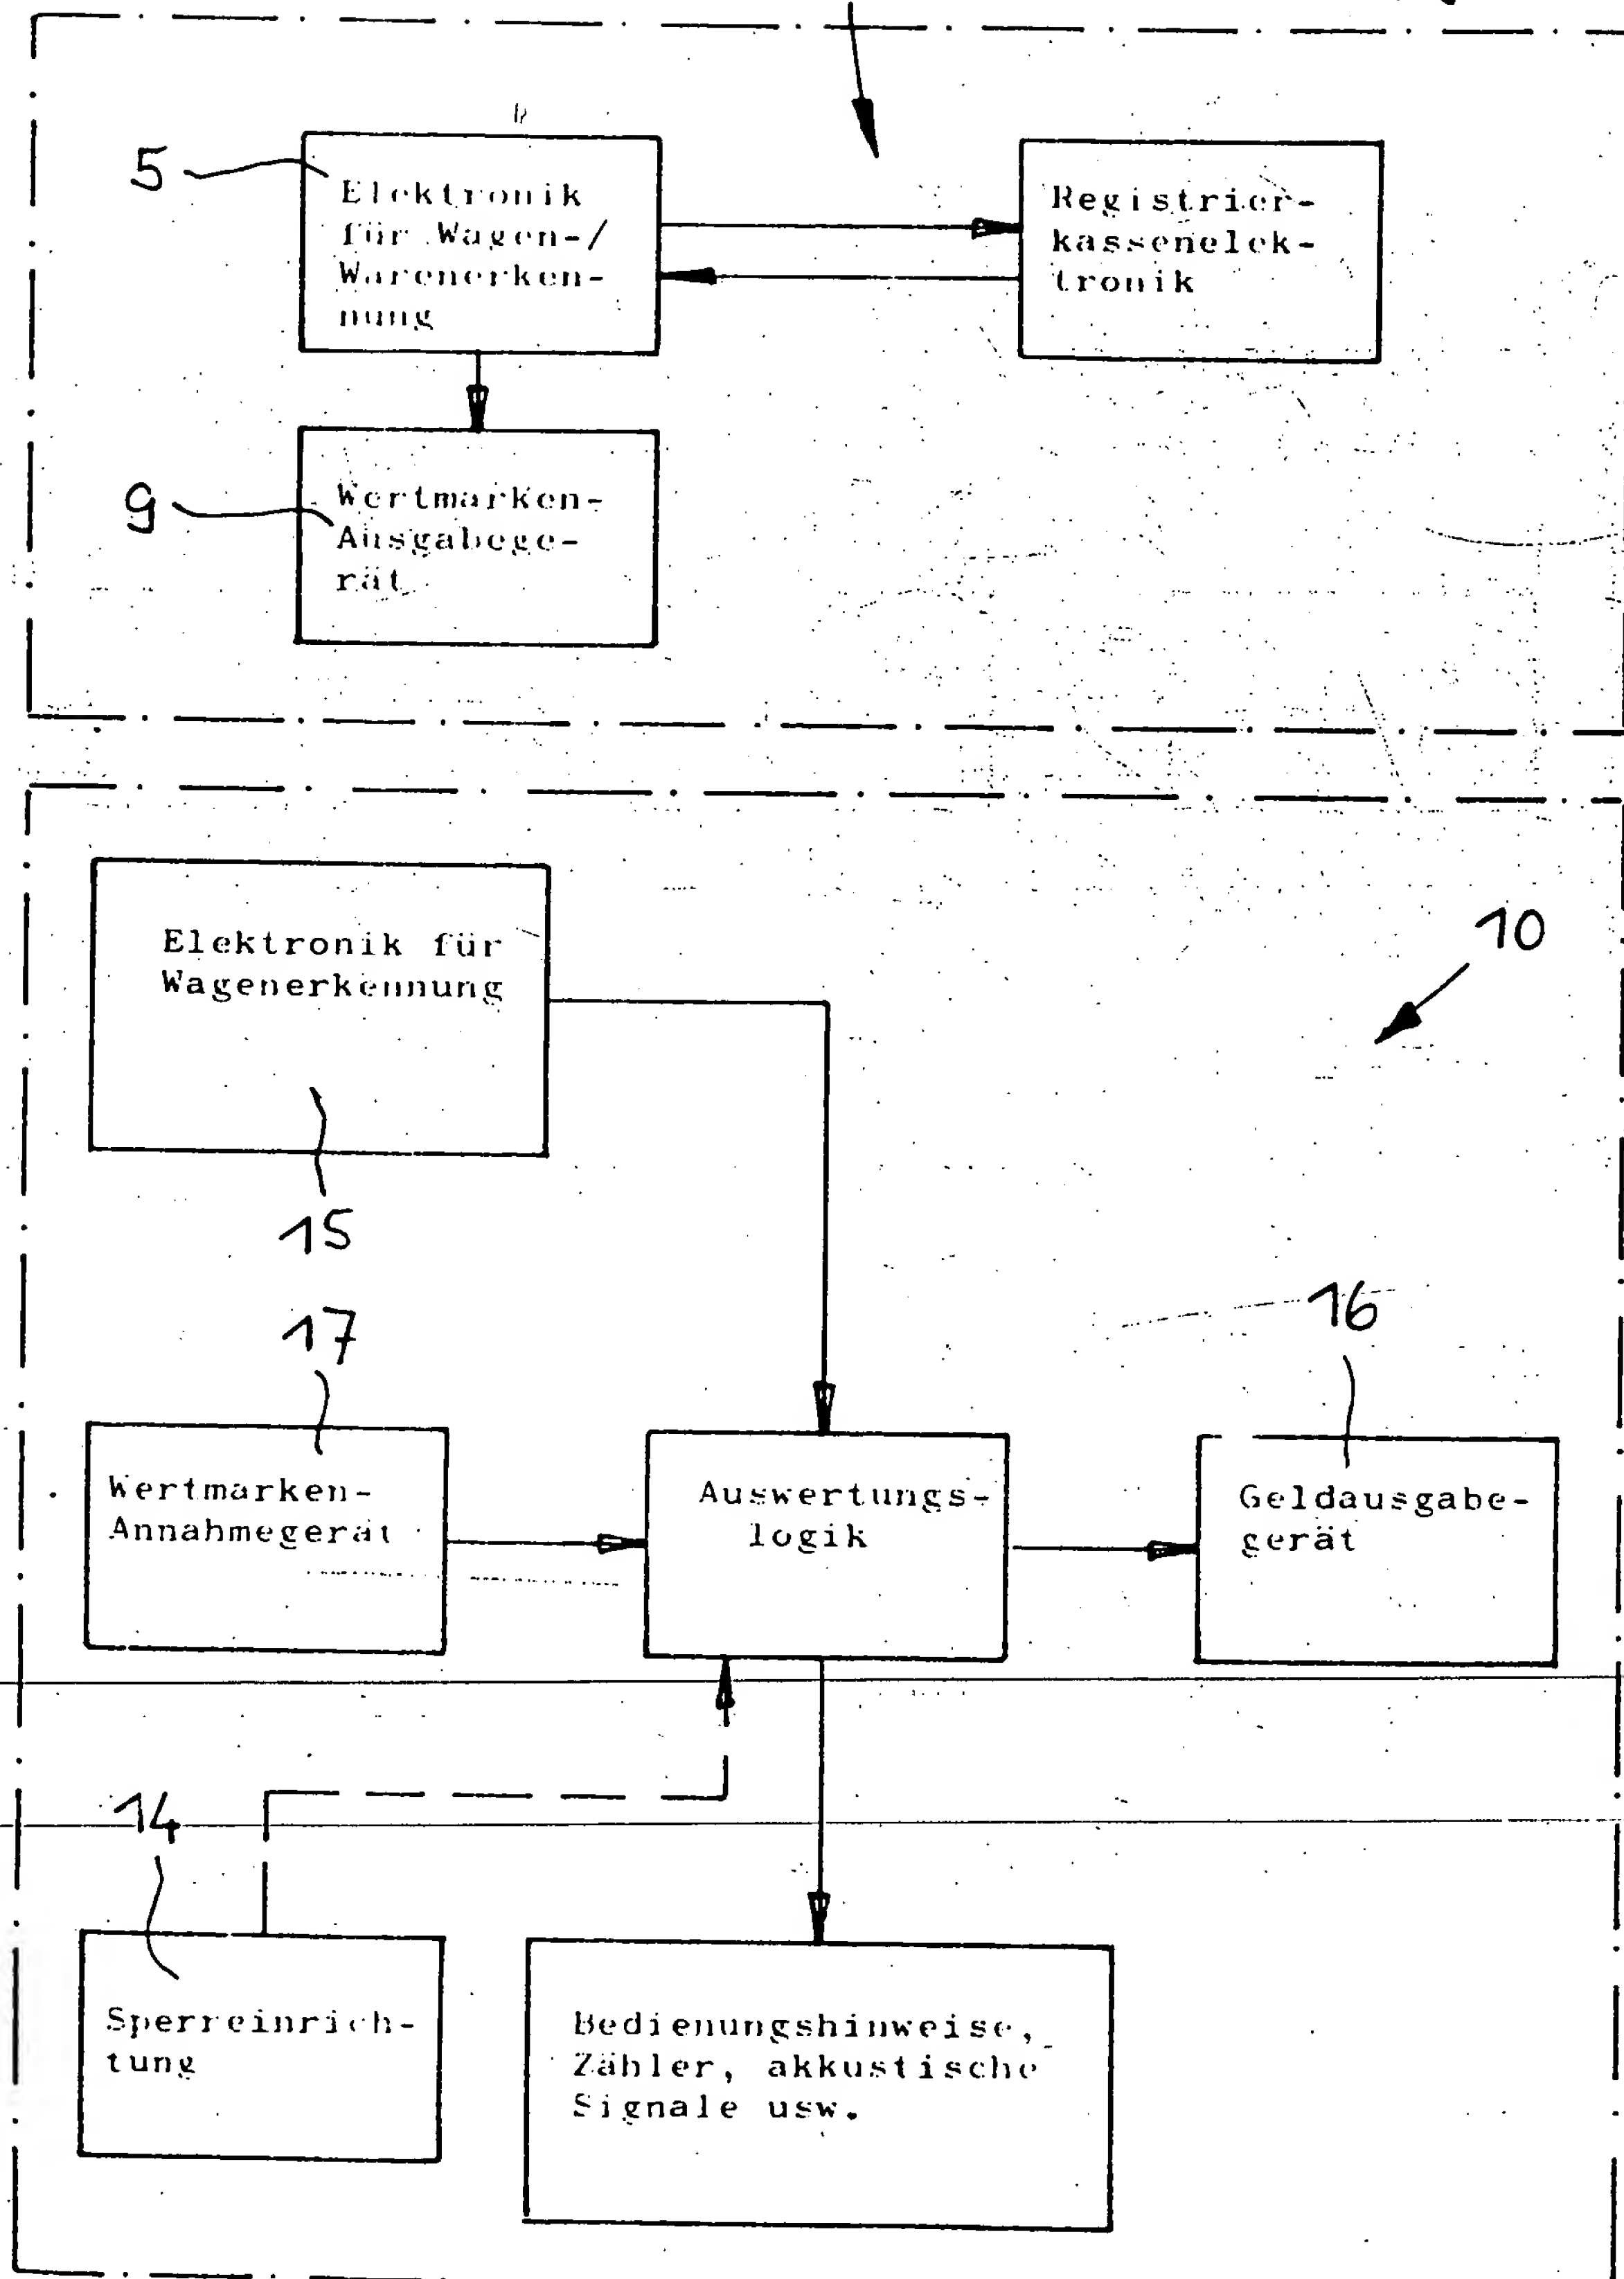 5
Elektronik
für Wagen-/
Warenerken-
nung
Registrier-
kassenelek-
tronik
9
Wertmarken-
Ausgabege-
rät
Elektronik für
Wagenerkennung
10
15
17
16
Wertmarken-
Annahmegerät
Auswertungs-
logik
Geldausgabe-
gerät
14
Sperreinrich-
tung
Bedienungshinweise,
Zähler, akkustische
Signale usw.